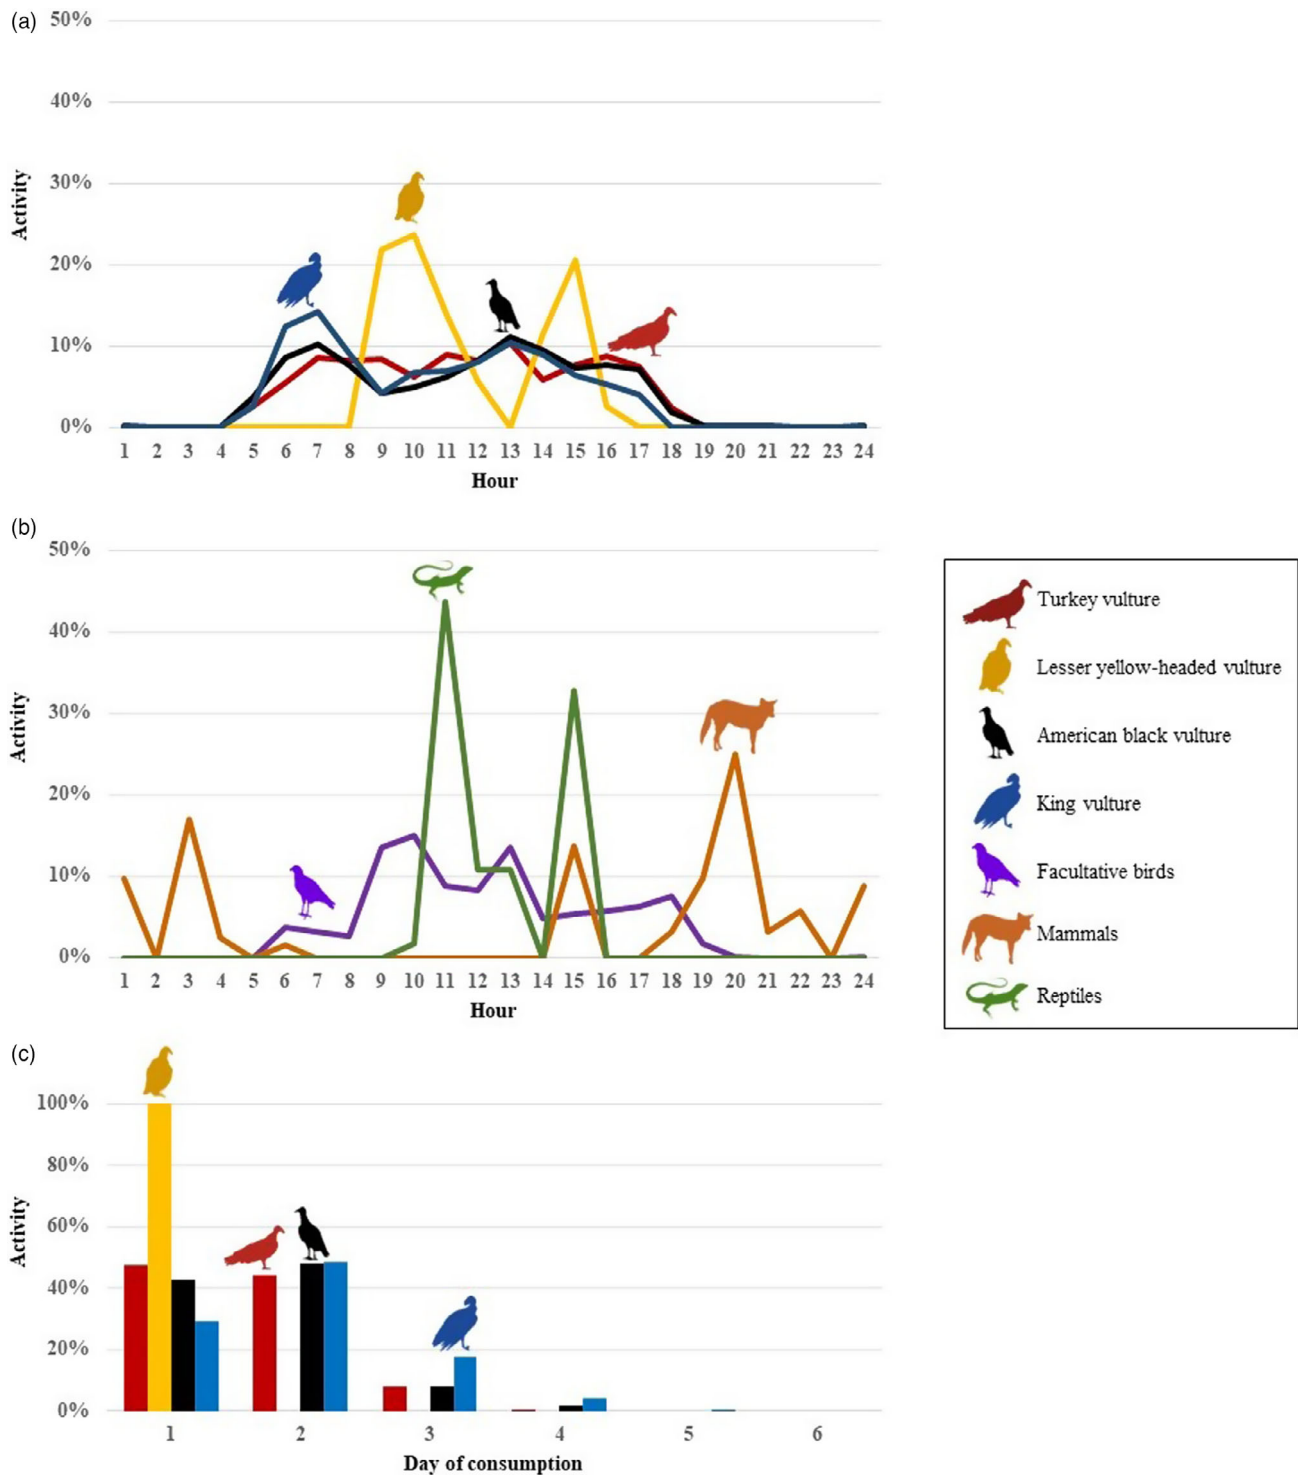 (a)
50%
40%
30%
20%
10%
0%
Activity
1 2 3 4 5 6 7 8 9 10 11 12 13 14 15 16 17 18 19 20 21 22 23 24
Hour
(b)
50%
40%
30%
20%
10%
0%
Activity
1 2 3 4 5 6 7 8 9 10 11 12 13 14 15 16 17 18 19 20 21 22 23 24
Hour
Turkey vulture
Lesser yellow-headed vulture
American black vulture
King vulture
Facultative birds
Mammals
Reptiles
(c)
100%
80%
60%
40%
20%
0%
Activity
1 2 3 4 5 6
Day of consumption